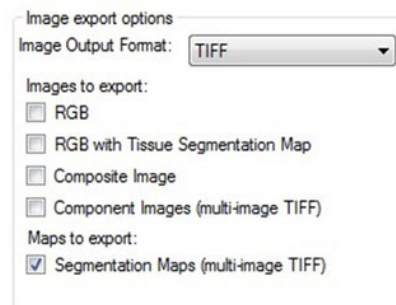 Image export options
Image Output Format: TIFF
Images to export:
RGB
RGB with Tissue Segmentation Map
Composite Image
Component Images (multi-image TIFF)
Maps to export:
Segmentation Maps (multi-image TIFF)